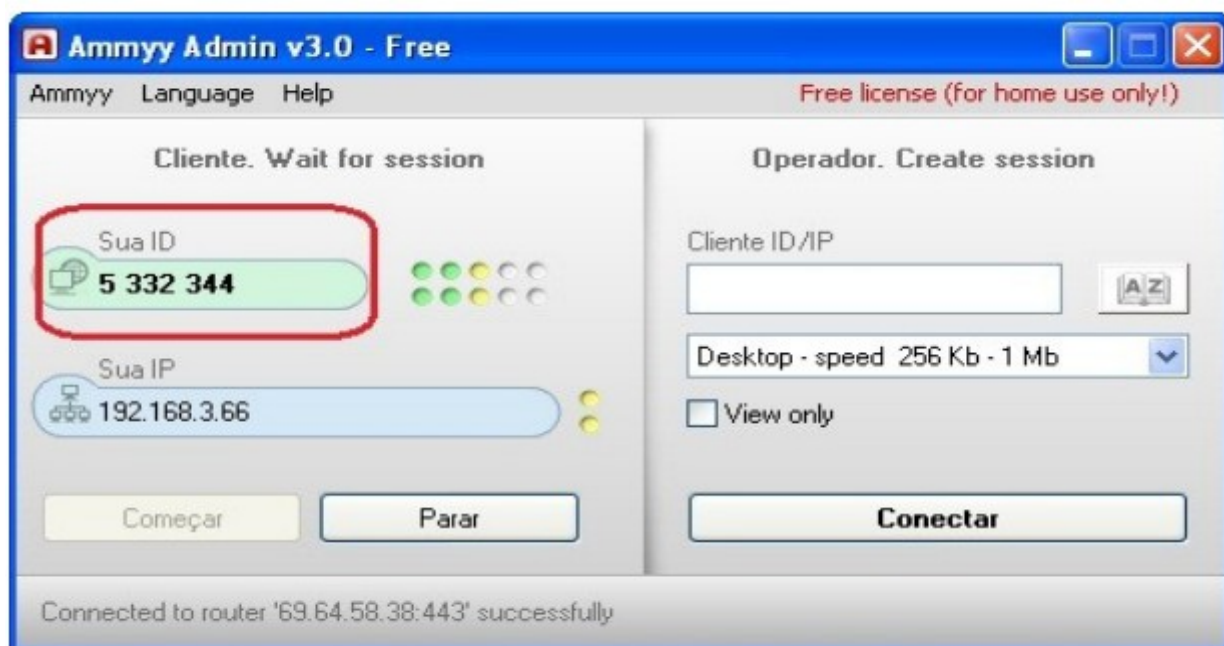 Ammyy Admin v3.0 - Free
Ammyy Language Help
Free license (for home use only!)
Cliente. Wait for session
Sua ID
5 332 344
Sua IP
192.168.3.66
Começar Parar
Operador. Create session
Cliente ID/IP
AZ
Desktop - speed 256 Kb - 1 Mb
View only
Conectar
Connected to router '69.64.58.38:443' successfully